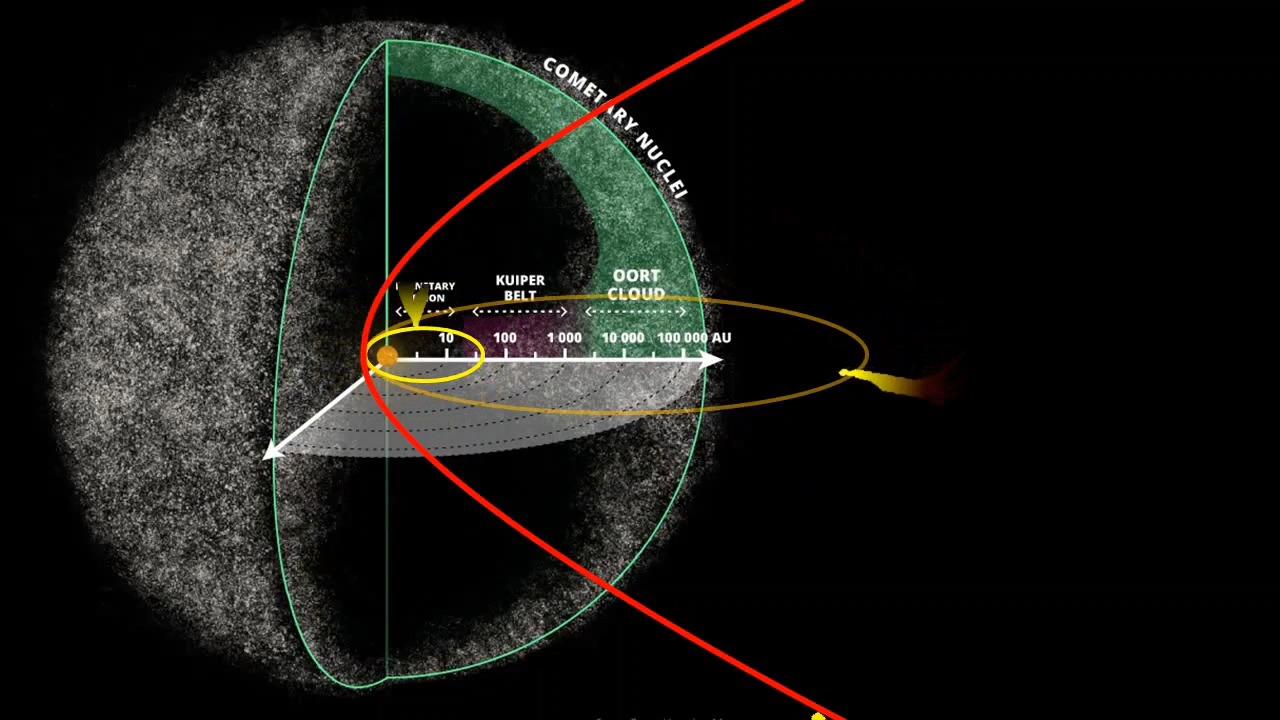 COMETARY NUCLEI
KUIPER
BELT
OORT
CLOUD
10
100
1 000
10 000
100 000 AU